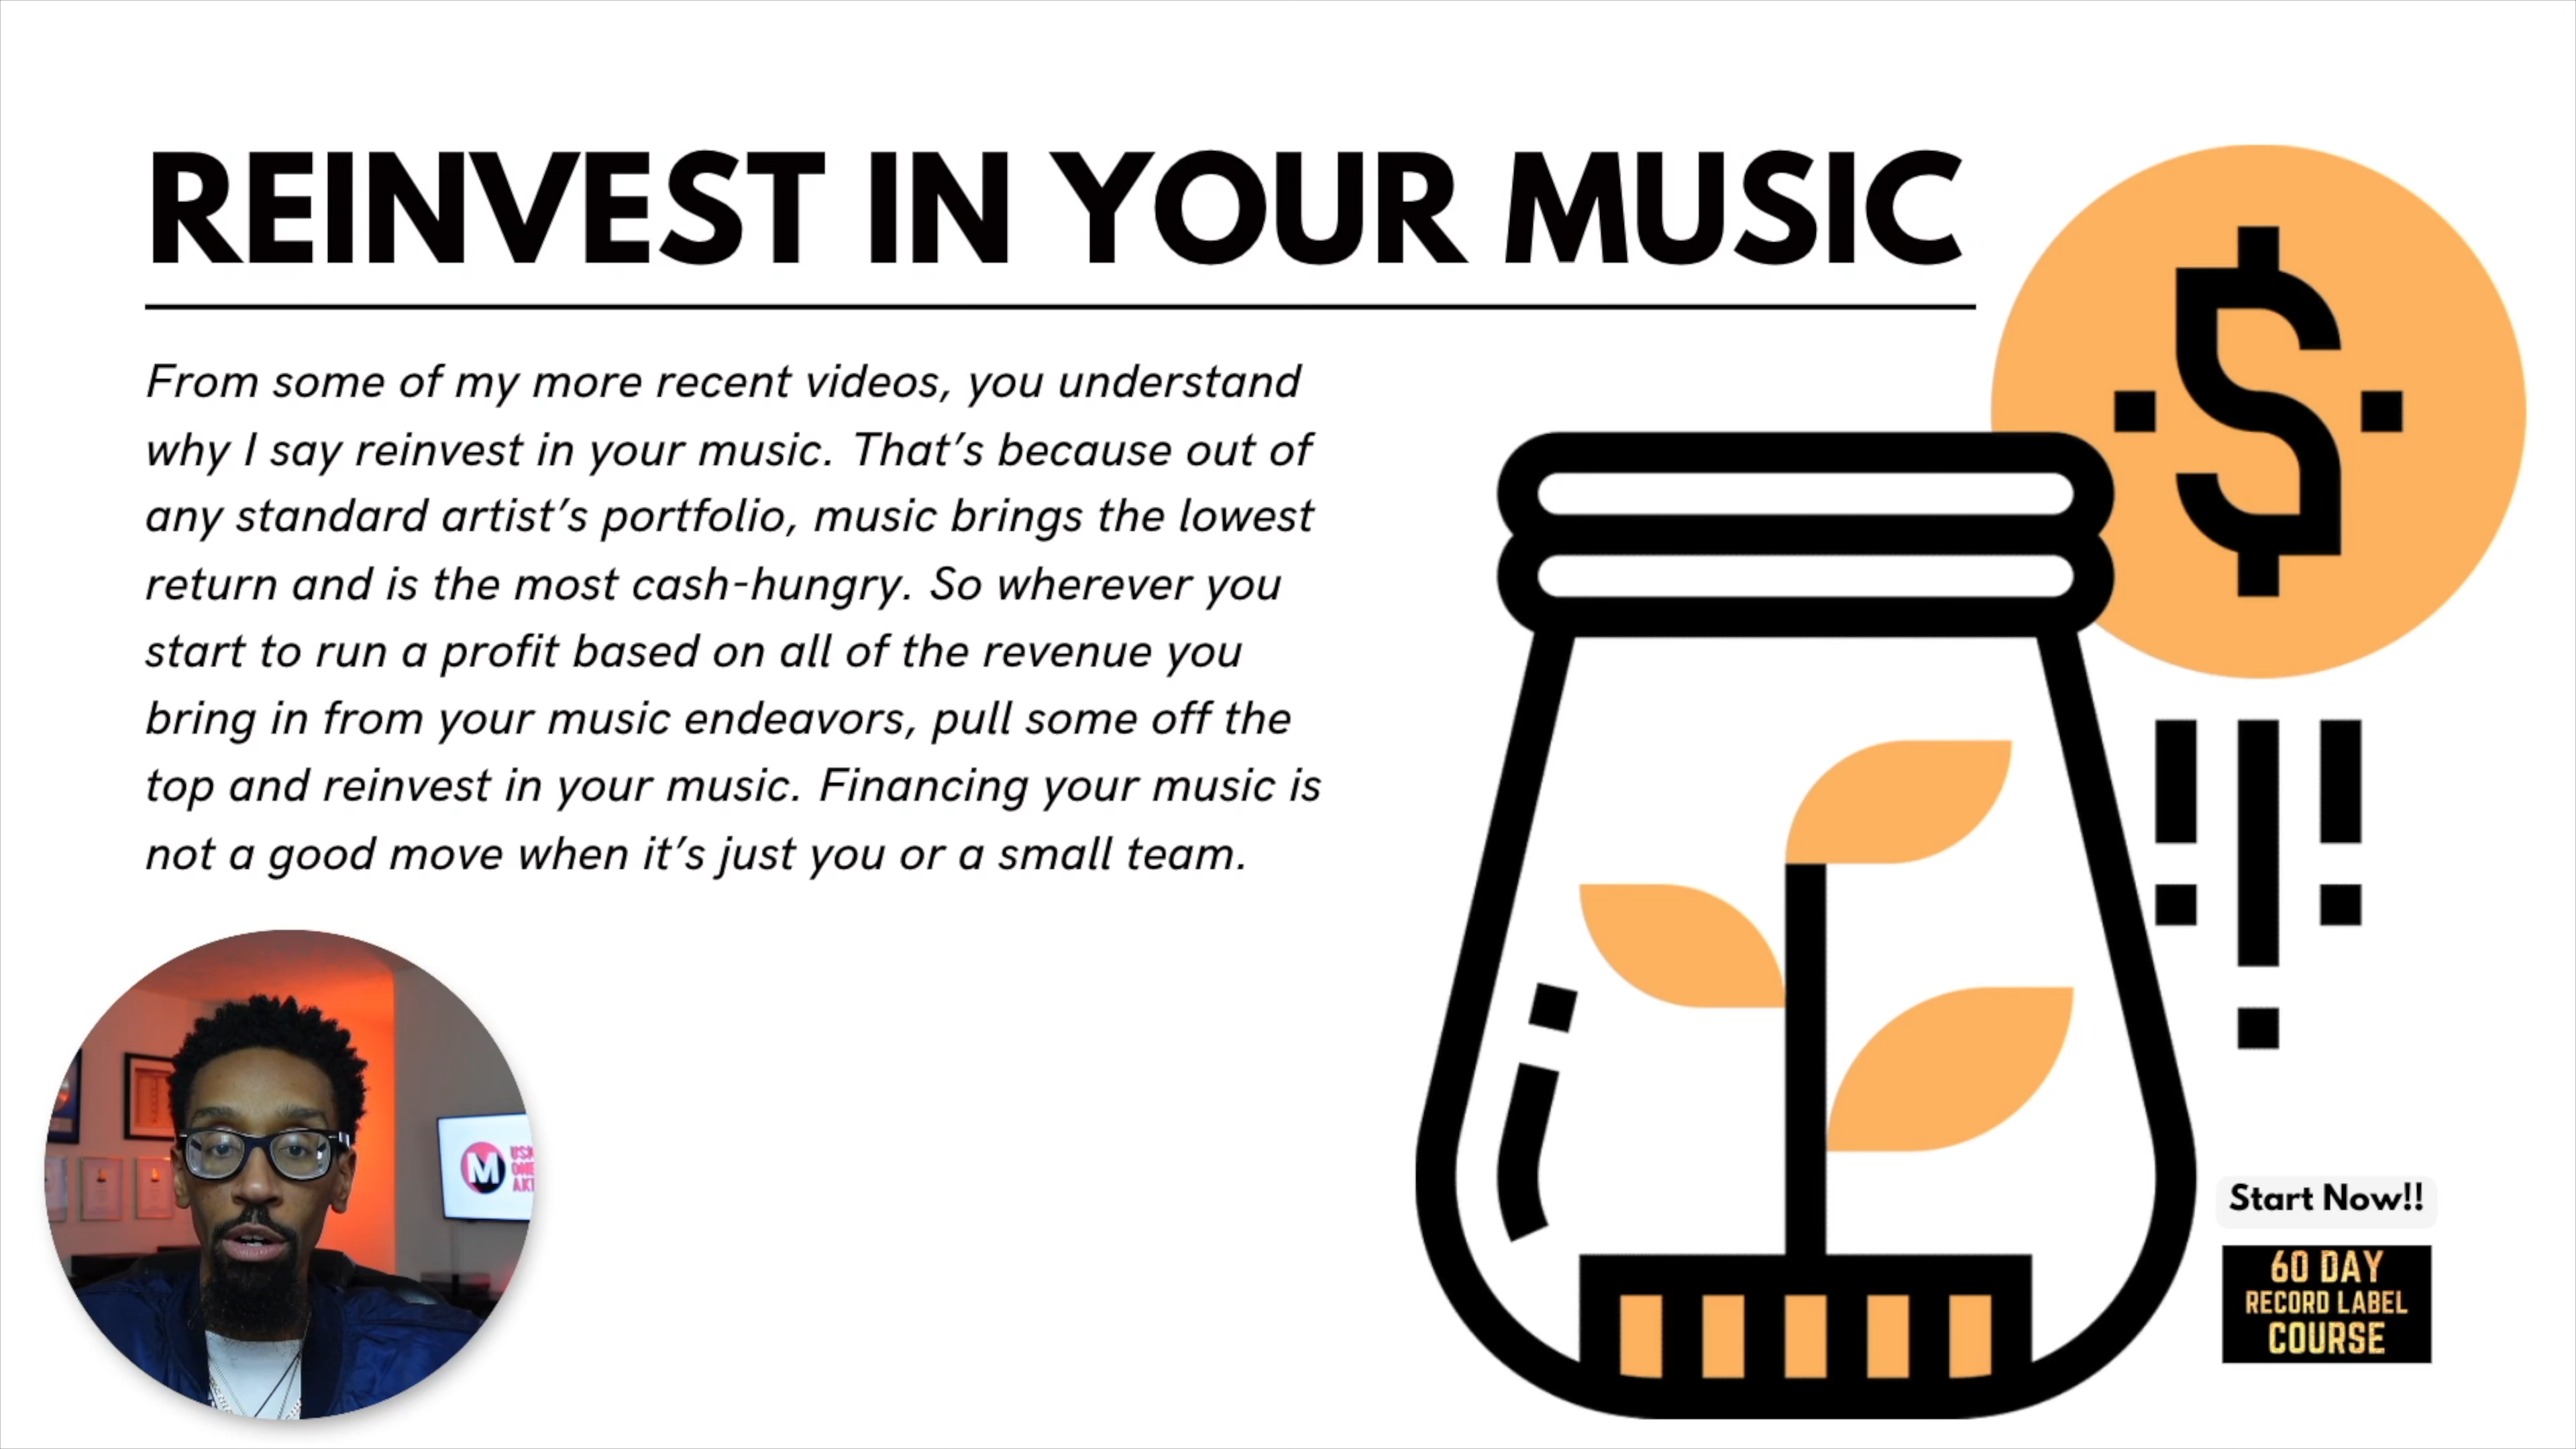 REINVEST IN YOUR MUSIC
From some of my more recent videos, you understand
why I say reinvest in your music. That's because out of
any standard artist's portfolio, music brings the lowest
return and is the most cash-hungry. So wherever you
start to run a profit based on all of the revenue you
bring in from your music endeavors, pull some off the
top and reinvest in your music. Financing your music is
not a good move when it's just you or a small team.
$
M
Start Now!!
60 DAY
RECORD LABEL
COURSE